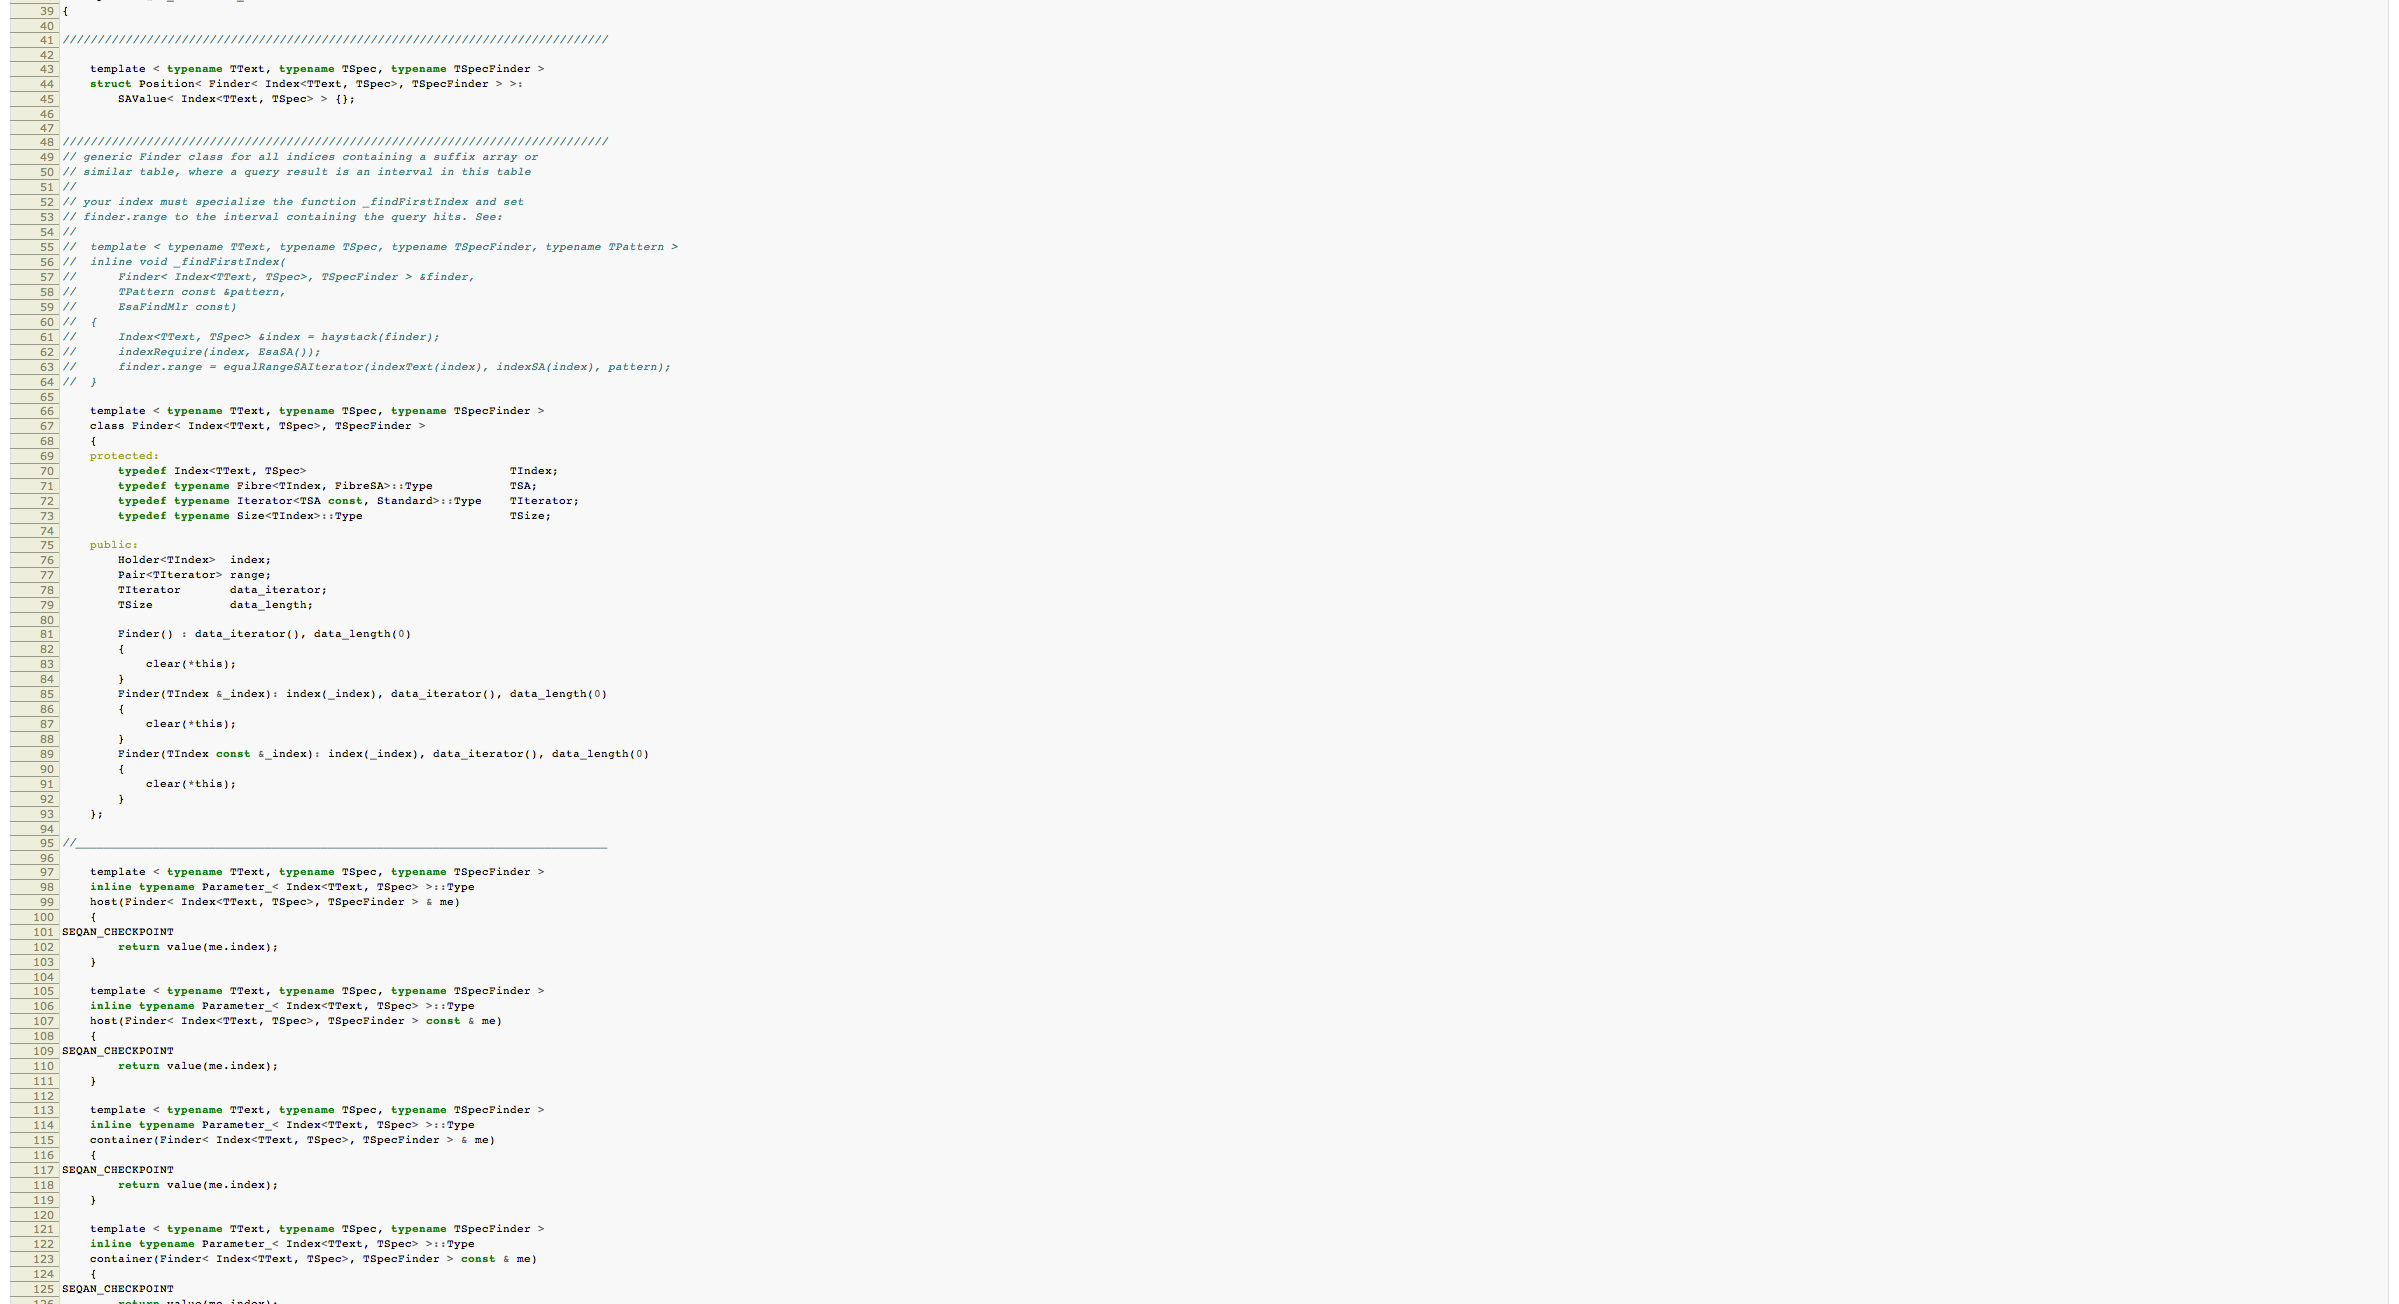 39 {
40
41 //////////////////////////////////////////////////////////////////////////////
42
43     template < typename TText, typename TSpec, typename TSpecFinder >
44     struct Position< Finder< Index<TText, TSpec>, TSpecFinder > >:
45         SAValue< Index<TText, TSpec> > {};
46
47
48 //////////////////////////////////////////////////////////////////////////////
49 // generic Finder class for all indices containing a suffix array or
50 // similar table, where a query result is an interval in this table
51 //
52 // your index must specialize the function _findFirstIndex and set
53 // finder.range to the interval containing the query hits. See:
54 //
55 //  template < typename TText, typename TSpec, typename TSpecFinder, typename TPattern >
56 //  inline void _findFirstIndex(
57 //      Finder< Index<TText, TSpec>, TSpecFinder > &finder,
58 //      TPattern const &pattern,
59 //      EsaFindMlr const)
60 //  {
61 //      Index<TText, TSpec> &index = haystack(finder);
62 //      indexRequire(index, EsaSA());
63 //      finder.range = equalRangeSAIterator(indexText(index), indexSA(index), pattern);
64 //  }
65
66     template < typename TText, typename TSpec, typename TSpecFinder >
67     class Finder< Index<TText, TSpec>, TSpecFinder >
68     {
69     protected:
70         typedef Index<TText, TSpec>                             TIndex;
71         typedef typename Fibre<TIndex, FibreSA>::Type           TSA;
72         typedef typename Iterator<TSA const, Standard>::Type    TIterator;
73         typedef typename Size<TIndex>::Type                     TSize;
74
75     public:
76         Holder<TIndex>  index;
77         Pair<TIterator> range;
78         TIterator       data_iterator;
79         TSize           data_length;
80
81         Finder() : data_iterator(), data_length(0)
82         {
83             clear(*this);
84         }
85         Finder(TIndex &_index): index(_index), data_iterator(), data_length(0)
86         {
87             clear(*this);
88         }
89         Finder(TIndex const &_index): index(_index), data_iterator(), data_length(0)
90         {
91             clear(*this);
92         }
93     };
94
95 //____________________________________________________________________________
96
97     template < typename TText, typename TSpec, typename TSpecFinder >
98     inline typename Parameter_< Index<TText, TSpec> >::Type
99     host(Finder< Index<TText, TSpec>, TSpecFinder > & me)
100     {
101 SEQAN_CHECKPOINT
102         return value(me.index);
103     }
104
105     template < typename TText, typename TSpec, typename TSpecFinder >
106     inline typename Parameter_< Index<TText, TSpec> >::Type
107     host(Finder< Index<TText, TSpec>, TSpecFinder > const & me)
108     {
109 SEQAN_CHECKPOINT
110         return value(me.index);
111     }
112
113     template < typename TText, typename TSpec, typename TSpecFinder >
114     inline typename Parameter_< Index<TText, TSpec> >::Type
115     container(Finder< Index<TText, TSpec>, TSpecFinder > & me)
116     {
117 SEQAN_CHECKPOINT
118         return value(me.index);
119     }
120
121     template < typename TText, typename TSpec, typename TSpecFinder >
122     inline typename Parameter_< Index<TText, TSpec> >::Type
123     container(Finder< Index<TText, TSpec>, TSpecFinder > const & me)
124     {
125 SEQAN_CHECKPOINT
126         return value(me.index);